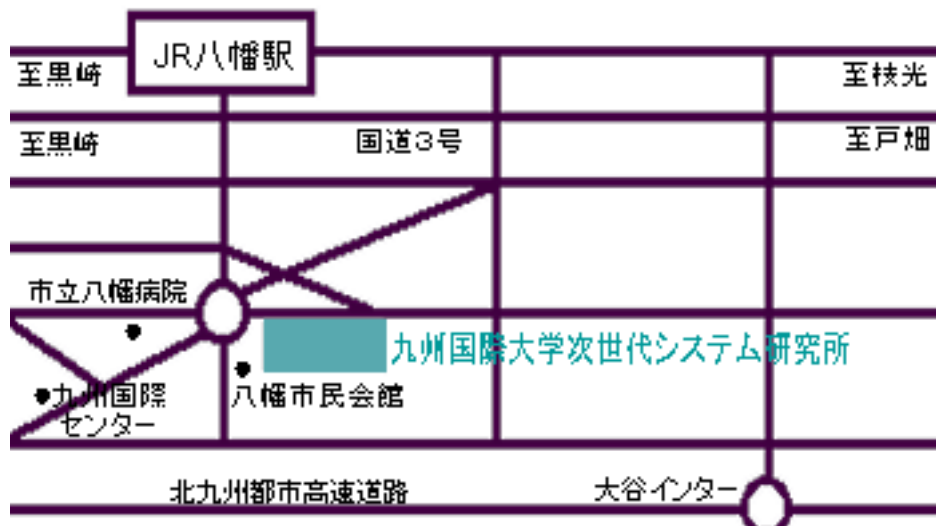 JR八幡駅
至黒崎
至枝光
至黒崎
国道3号
至戸畑
市立八幡病院
九州国際大学次世代システム研究所
九州国際
センター
八幡市民会館
北九州都市高速道路
大谷インター